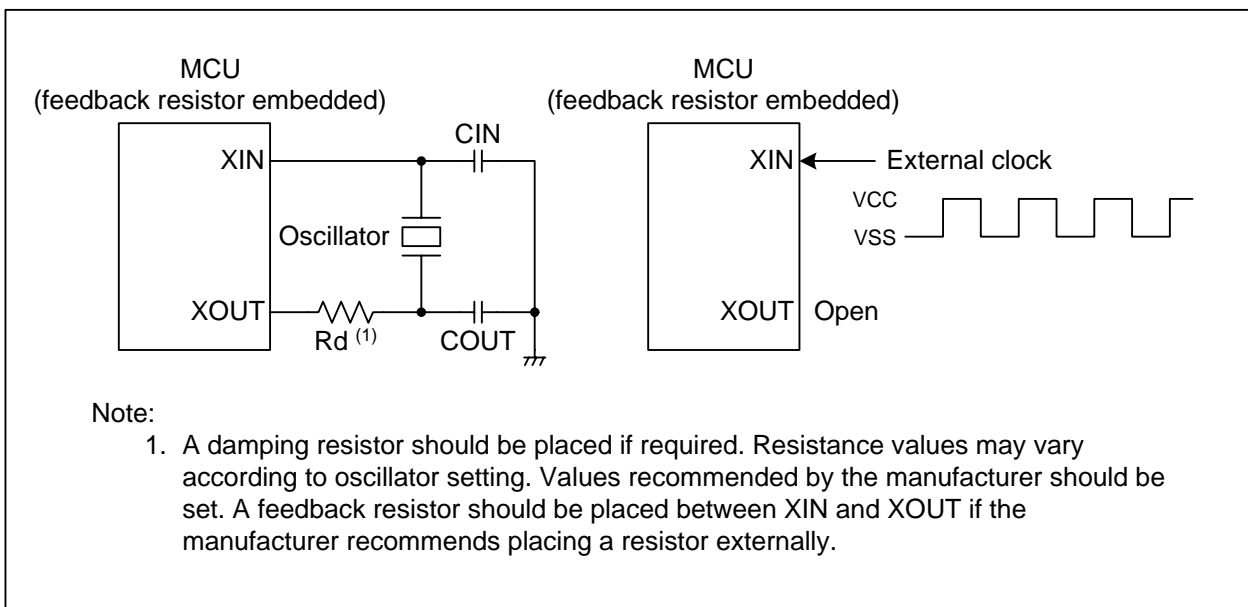 MCU
(feedback resistor embedded)
XIN
CIN
Oscillator
XOUT
Rd (1)
COUT
MCU
(feedback resistor embedded)
XIN
External clock
VCC
VSS
XOUT
Open
Note:
1. A damping resistor should be placed if required. Resistance values may vary
according to oscillator setting. Values recommended by the manufacturer should be
set. A feedback resistor should be placed between XIN and XOUT if the
manufacturer recommends placing a resistor externally.